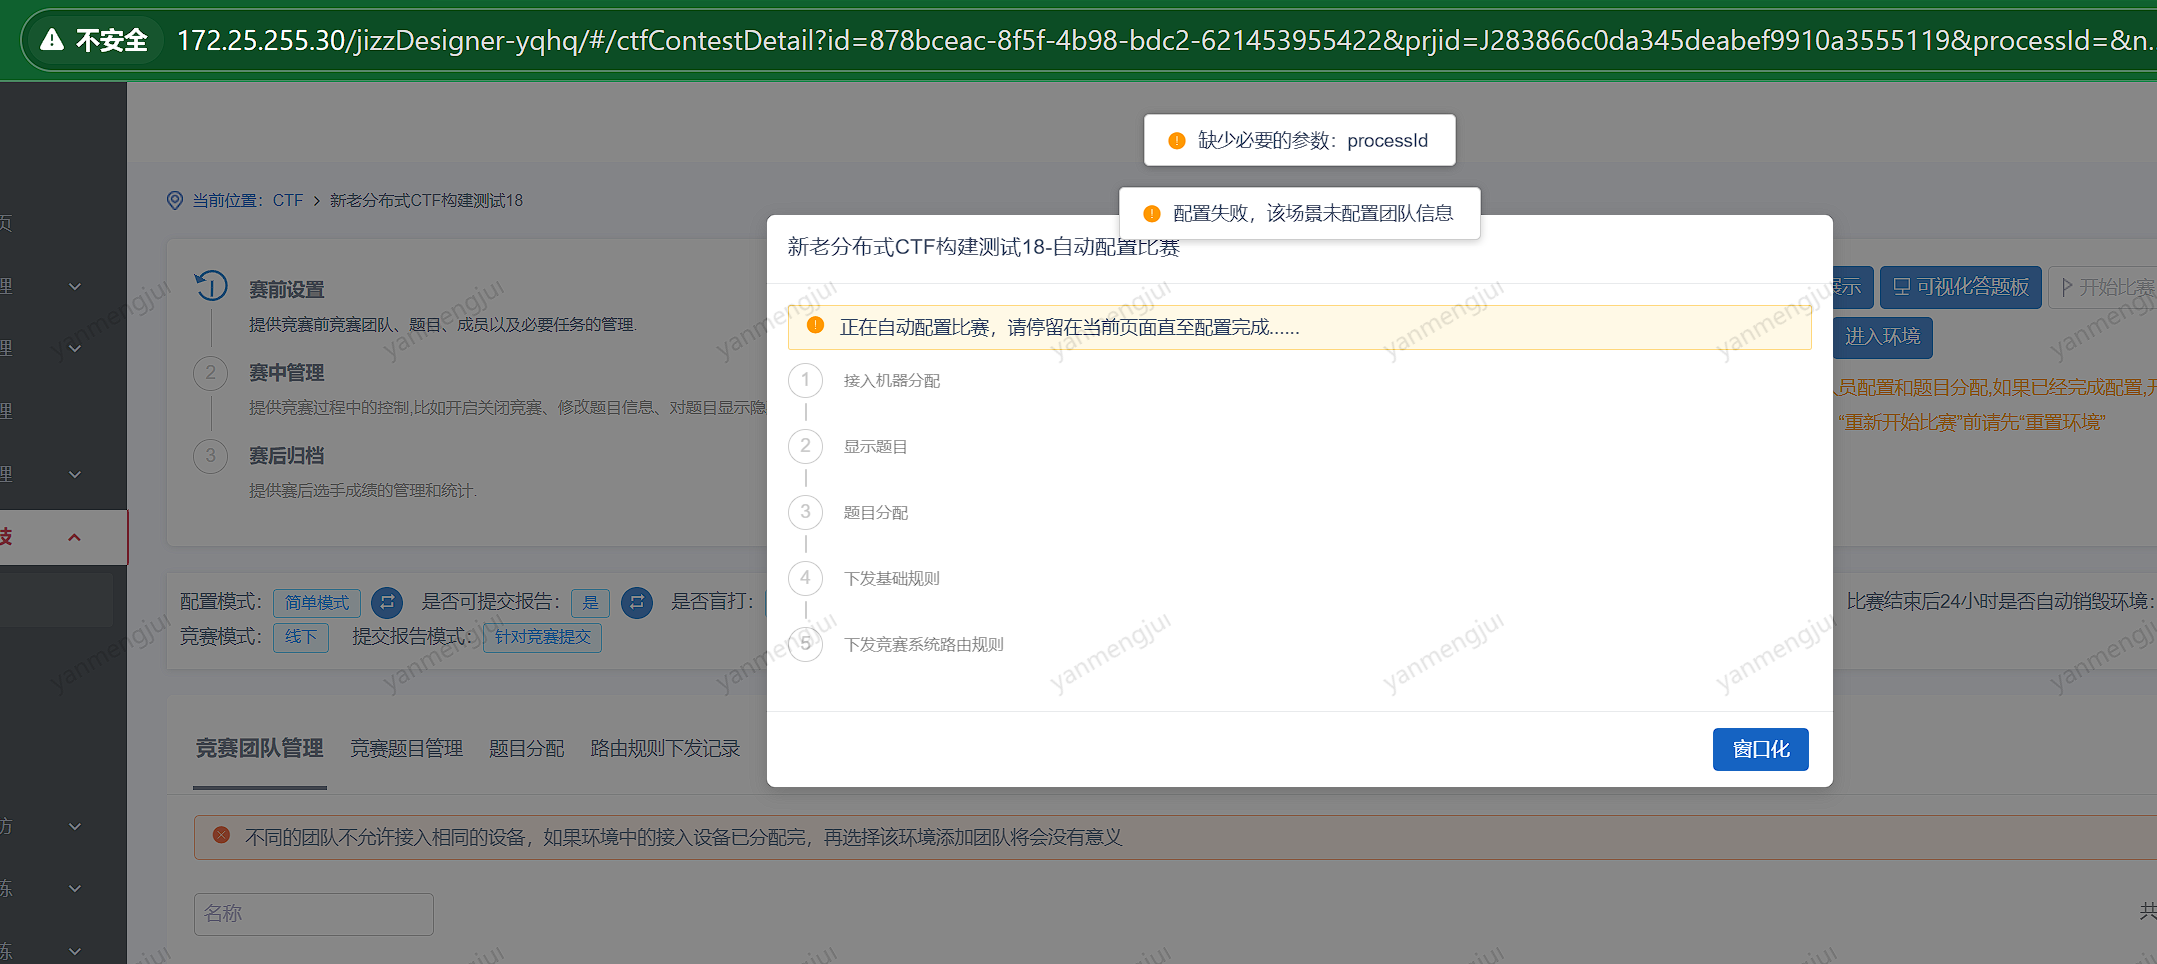 不安全 172.25.255.30/jizzDesigner-yqhq/#/ctfContestDetail?id=878bceac-8f5f-4b98-bdc2-621453955422&prjid=J283866c0da345deabef9910a3555119&processId=&n...
缺少必要的参数：processId
配置失败，该场景未配置团队信息
当前位置：CTF > 新老分布式CTF构建测试18
新老分布式CTF构建测试18-自动配置比赛
正在自动配置比赛，请停留在当前页面直至配置完成......
1 接入机器分配
2 显示题目
3 题目分配
4 下发基础规则
5 下发竞赛系统路由规则
窗口化
页
理
理
理
理
技
方
练
练
1 赛前设置
提供竞赛前竞赛团队、题目、成员以及必要任务的管理.
2 赛中管理
提供竞赛过程中的控制,比如开启关闭竞赛、修改题目信息、对题目显示隐
3 赛后归档
提供赛后选手成绩的管理和统计.
展示 可视化答题板 开始比赛
进入环境
人员配置和题目分配,如果已经完成配置,开
“重新开始比赛”前请先“重置环境”
配置模式： 简单模式 是否可提交报告： 是 是否盲打：
比赛结束后24小时是否自动销毁环境：
竞赛模式： 线下 提交报告模式： 针对竞赛提交
竞赛团队管理 竞赛题目管理 题目分配 路由规则下发记录
不同的团队不允许接入相同的设备，如果环境中的接入设备已分配完，再选择该环境添加团队将会没有意义
名称
共
yanmengjui